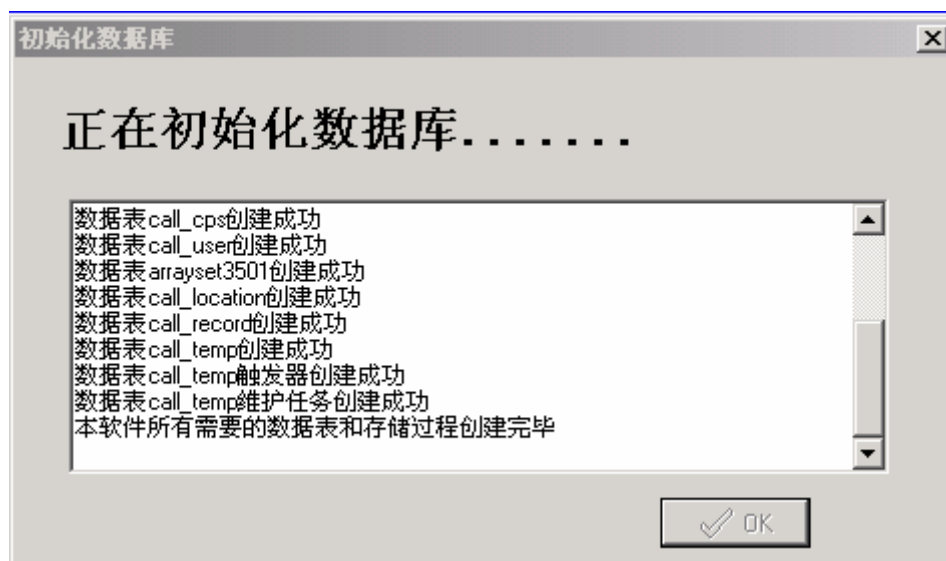 初始化数据库
正在初始化数据库.......
数据表call_cps创建成功
数据表call_user创建成功
数据表arrayset3501创建成功
数据表call_location创建成功
数据表call_record创建成功
数据表call_temp创建成功
数据表call_temp触发器创建成功
数据表call_temp维护任务创建成功
本软件所有需要的数据表和存储过程创建完毕
OK